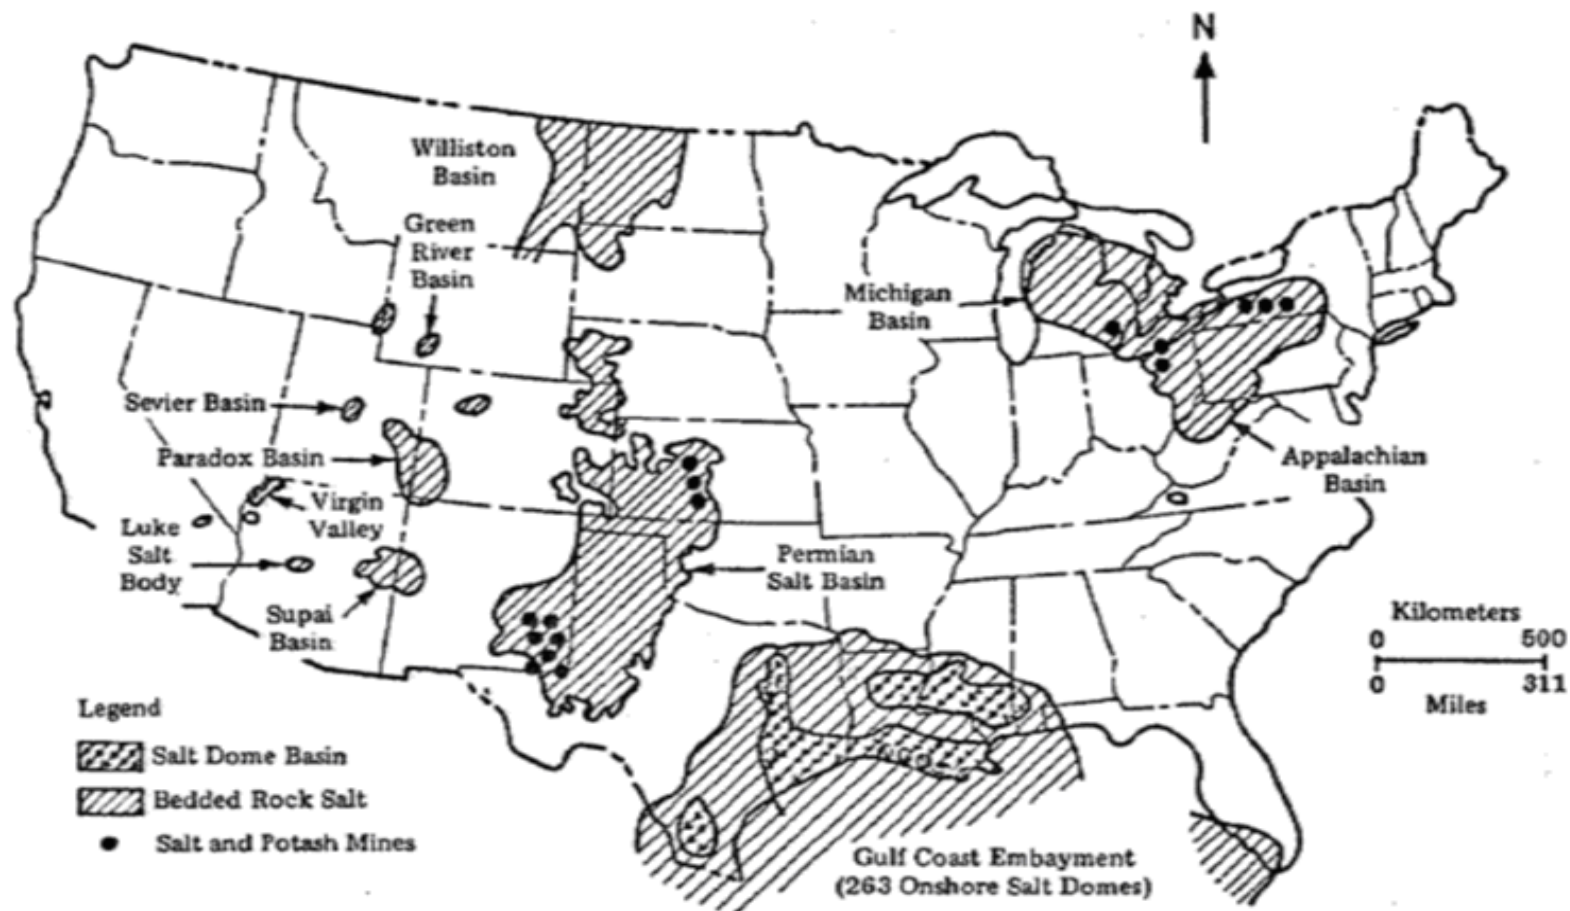 N
Williston
Basin
Green
River
Basin
Michigan
Basin
Sevier Basin
Paradox Basin
Virgin
Valley
Luke
Salt
Body
Supai
Basin
Appalachian
Basin
Permian
Salt Basin
Kilometers
0 500
0 311
Miles
Legend
Salt Dome Basin
Bedded Rock Salt
Salt and Potash Mines
Gulf Coast Embayment
(263 Onshore Salt Domes)